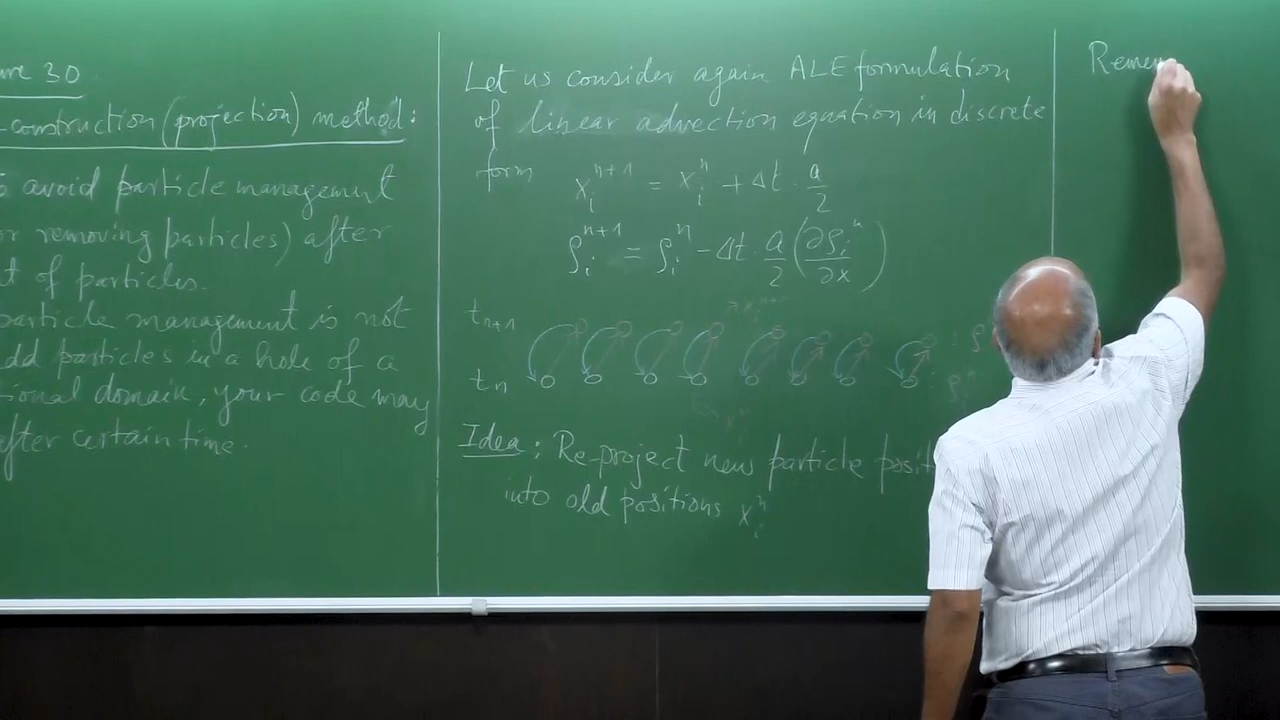 ure 30
-construction (projection) method:
o avoid particle management
or removing particles) after
t of particles.
particle management is not
dd particles in a hole of a
tional domain, your code may
after certain time.
Let us consider again ALE formulation
of linear advection equation in discrete
form x_i^{n+1} = x_i^n + Δt · a/2
ρ_i^{n+1} = ρ_i^n - Δt · a/2 (∂ρ_i^n/∂x)
t_{n+1}
t_n
Idea: Re-project new particle posit
into old positions x_i^n
Remem